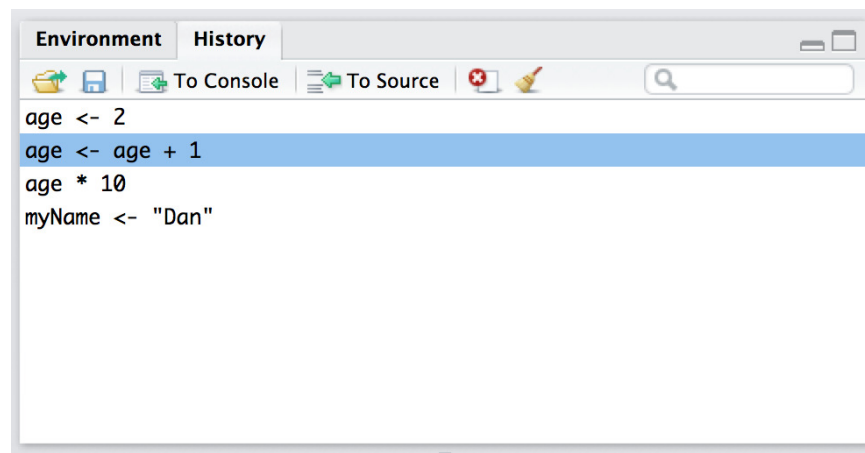 Environment History
To Console To Source
age <- 2
age <- age + 1
age * 10
myName <- "Dan"